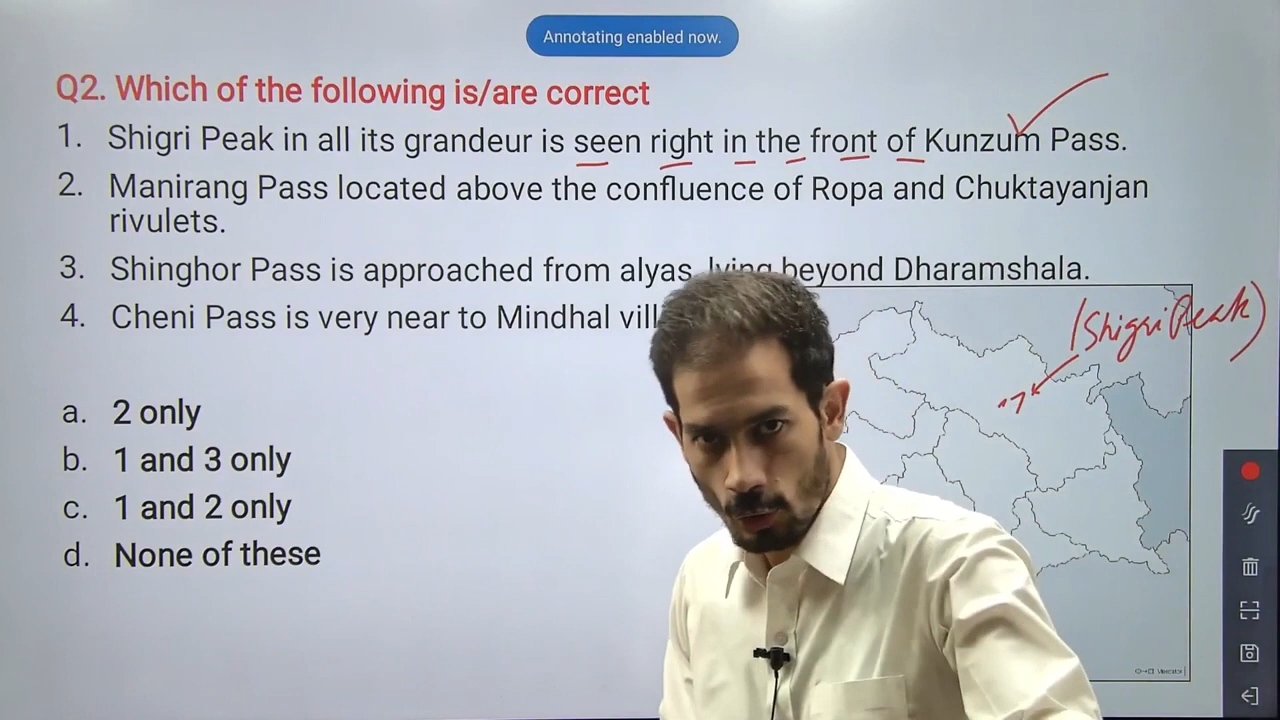 Annotating enabled now.
Q2. Which of the following is/are correct
1. Shigri Peak in all its grandeur is seen right in the front of Kunzum Pass.
2. Manirang Pass located above the confluence of Ropa and Chuktayanjan
rivulets.
3. Shinghor Pass is approached from alyas lying beyond Dharamshala.
4. Cheni Pass is very near to Mindhal vill
(Shigri Peak)
a. 2 only
b. 1 and 3 only
c. 1 and 2 only
d. None of these